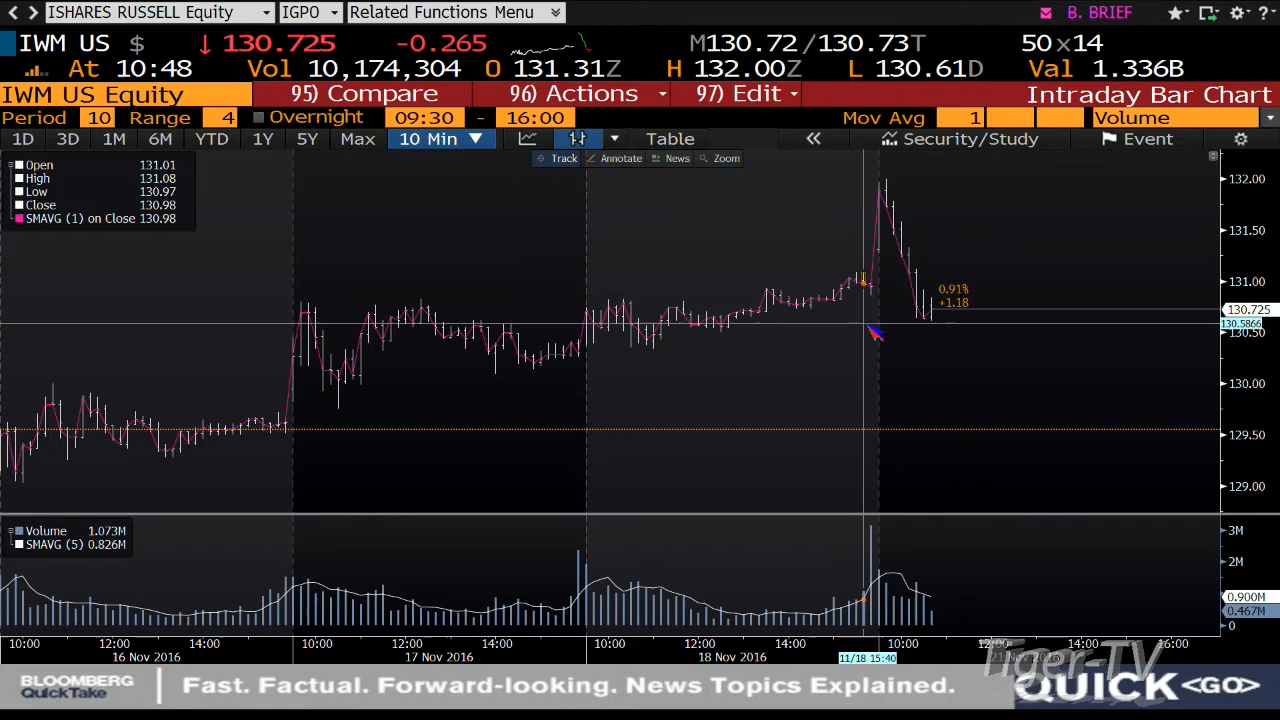 ISHARES RUSSELL Equity IGPO Related Functions Menu B. BRIEF
IWM US $ ↓ 130.725 -0.265 M130.72/130.73T 50x14
At 10:48 Vol 10,174,304 O 131.31Z H 132.00Z L 130.61D Val 1.336B
IWM US Equity 95) Compare 96) Actions 97) Edit Intraday Bar Chart
Period 10 Range 4 Overnight 09:30 - 16:00 Mov Avg 1 Volume
1D 3D 1M 6M YTD 1Y 5Y Max 10 Min ▼ Table « Security/Study Event
Track Annotate News Zoom
Open 131.01
High 131.08
Low 130.97
Close 130.98
SMAVG (1) on Close 130.98
132.00
131.50
131.00
0.91%
+1.18
130.725
130.5866
130.50
130.00
129.50
129.00
Volume 1.073M
SMAVG (5) 0.826M
3M
2M
0.900M
0.467M
0
10:00 12:00 14:00 10:00 12:00 14:00 10:00 12:00 14:00 10:00 12:00 14:00 16:00
16 Nov 2016 17 Nov 2016 18 Nov 2016 11/18 15:40 21 Nov 2016
Tiger-TV
BLOOMBERG
QuickTake
Fast. Factual. Forward-looking. News Topics Explained.
QUICK <GO>